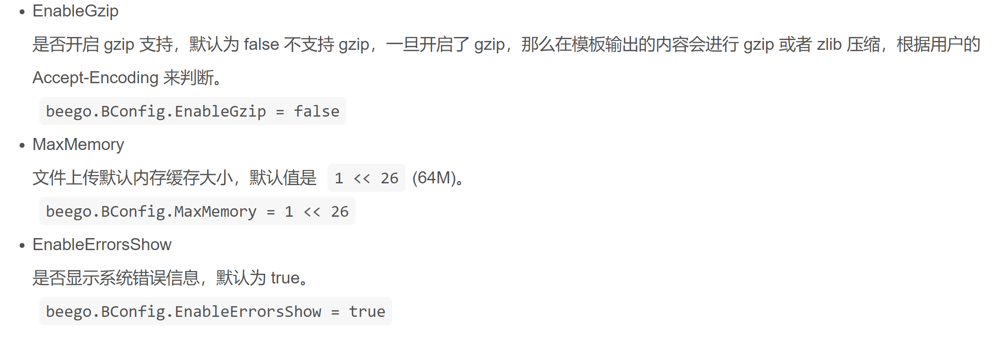 EnableGzip
是否开启 gzip 支持，默认为 false 不支持 gzip，一旦开启了 gzip，那么在模板输出的内容会进行 gzip 或者 zlib 压缩，根据用户的
Accept-Encoding 来判断。
beego.BConfig.EnableGzip = false
MaxMemory
文件上传默认内存缓存大小，默认值是 1 << 26 (64M)。
beego.BConfig.MaxMemory = 1 << 26
EnableErrorsShow
是否显示系统错误信息，默认为 true。
beego.BConfig.EnableErrorsShow = true